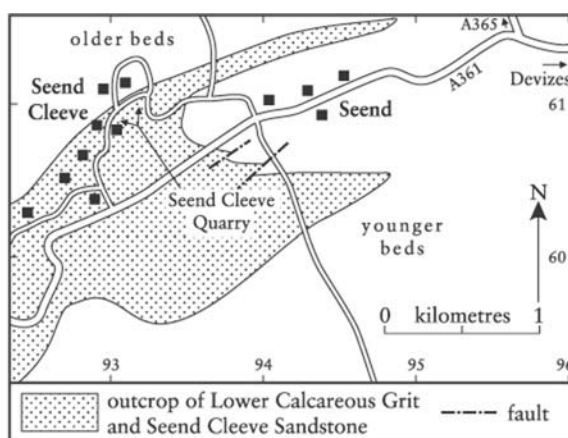 older beds
A365
Seend
Cleeve
A361
Devizes
Seend
61
Seend Cleeve
Quarry
younger
beds
N
60
0 kilometres 1
93
94
95
96
outcrop of Lower Calcareous Grit
and Seend Cleeve Sandstone
fault